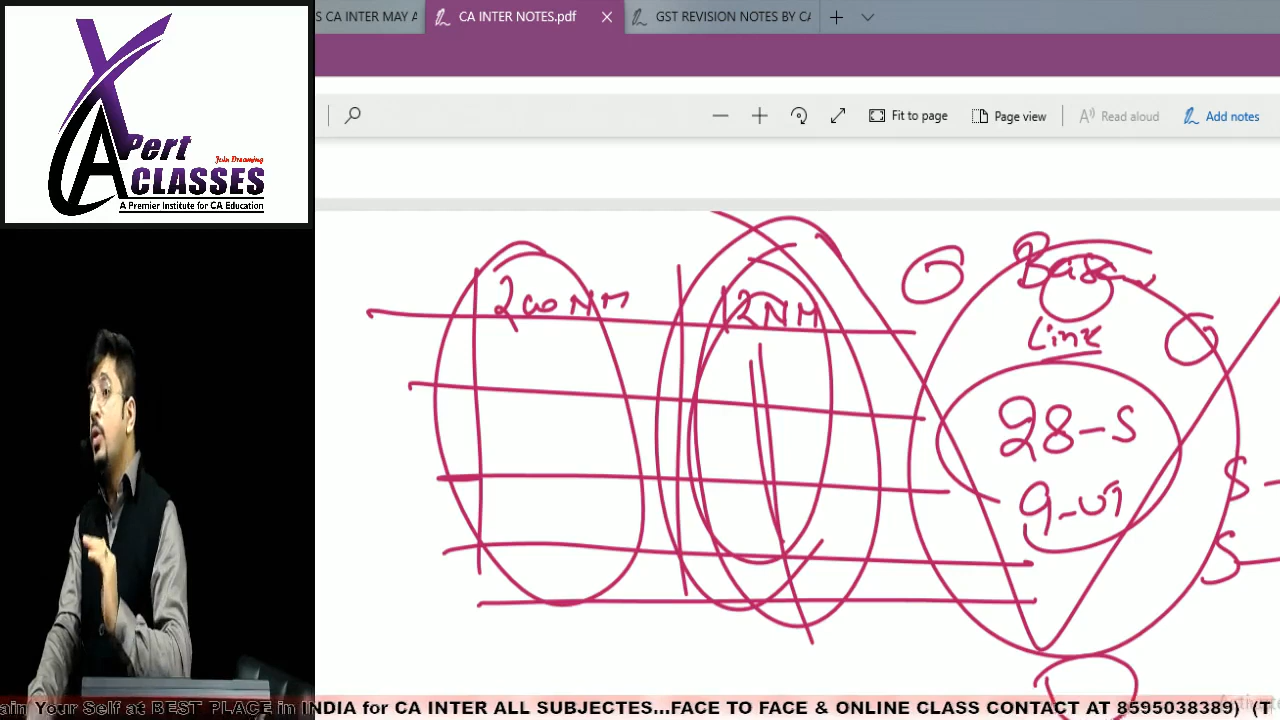 S CA INTER MAY A
CA INTER NOTES.pdf
GST REVISION NOTES BY CA
Fit to page
Page view
Read aloud
Add notes
XPert
Join Dreaming
CLASSES
A Premier Institute for CA Education
200 NM
12 NM
Base
Line
28-S
9-UT
S -
S
ain Your Self at BEST PLACE in INDIA for CA INTER ALL SUBJECTES...FACE TO FACE & ONLINE CLASS CONTACT AT 8595038389) (T